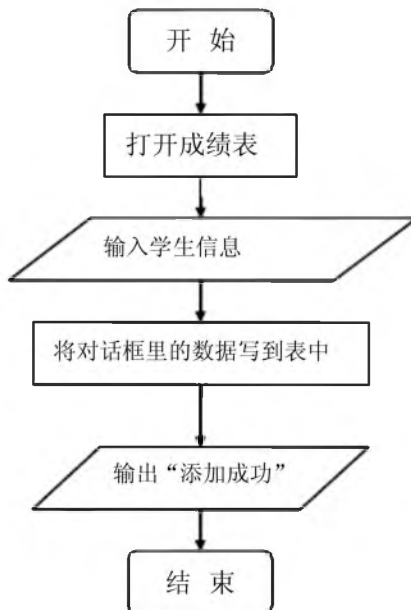 开 始
打开成绩表
输入学生信息
将对话框里的数据写到表中
输出“添加成功”
结 束